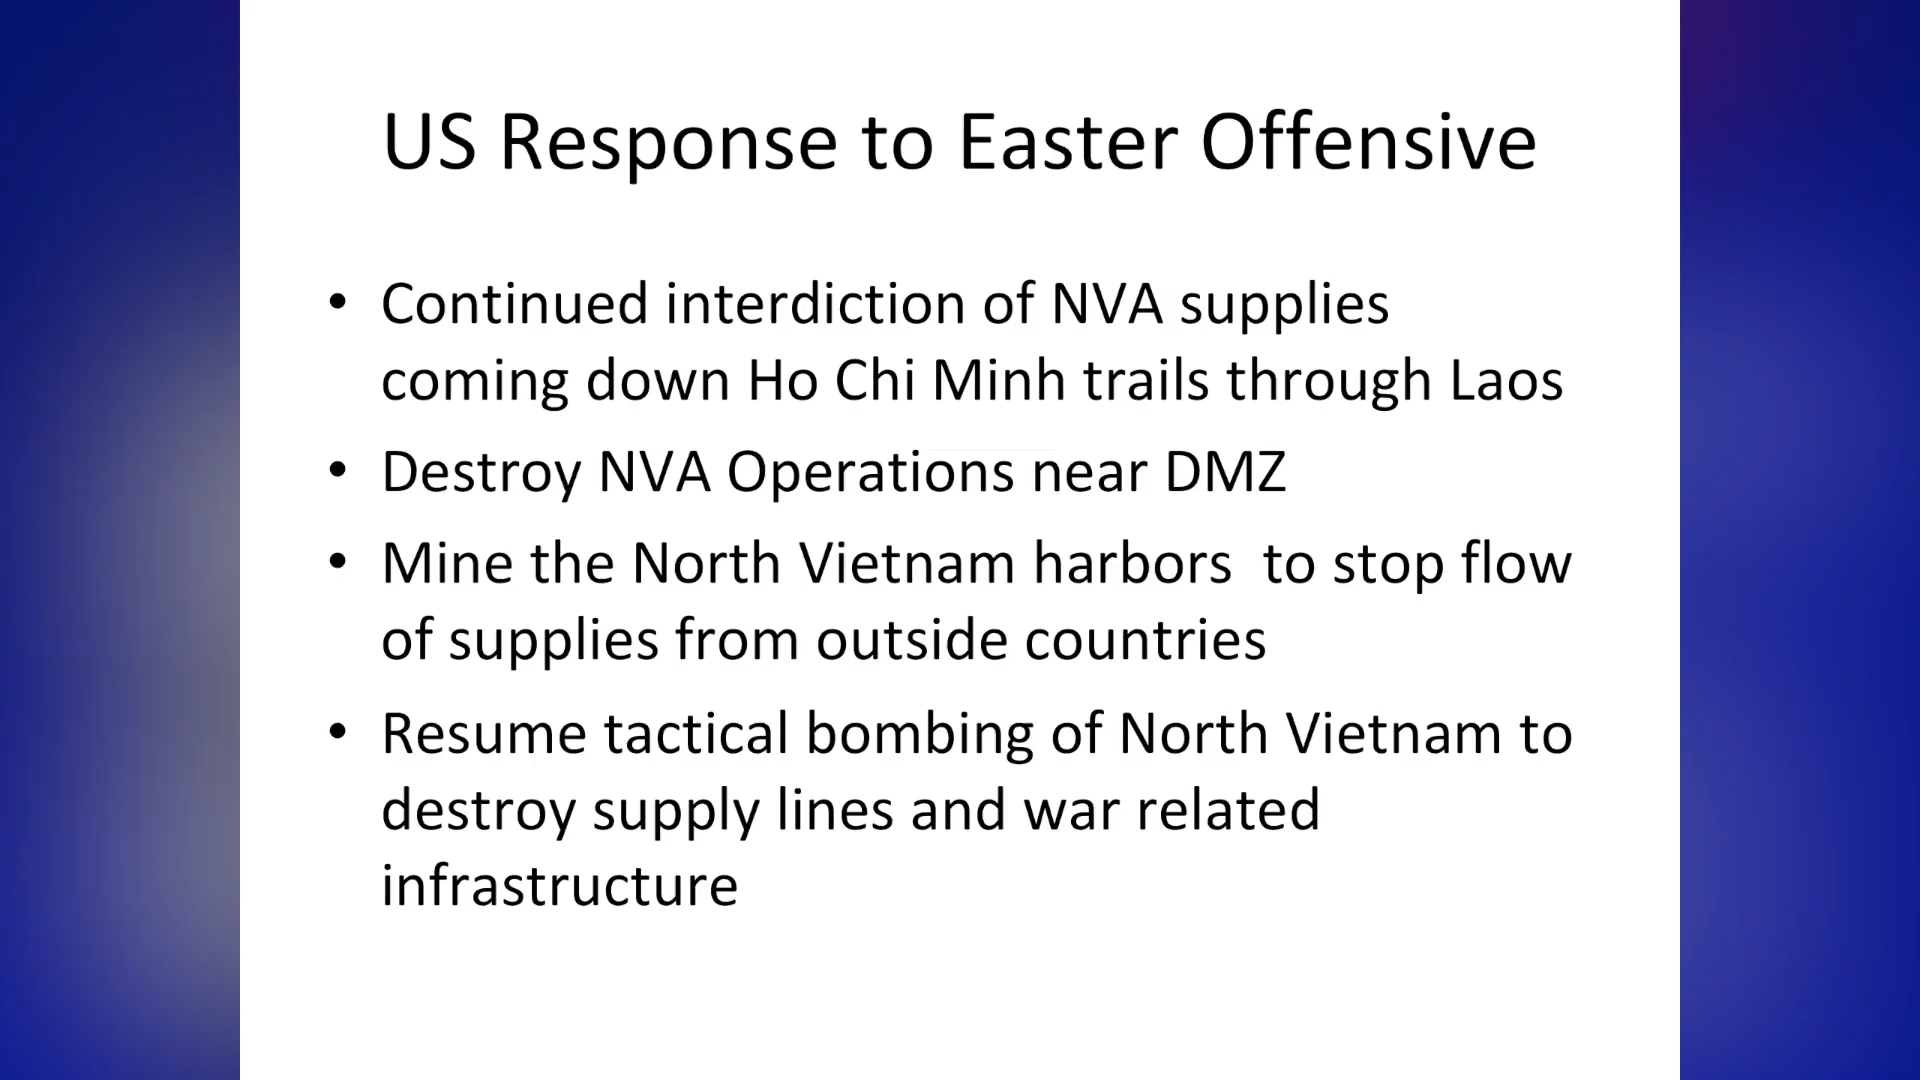 US Response to Easter Offensive
• Continued interdiction of NVA supplies
coming down Ho Chi Minh trails through Laos
• Destroy NVA Operations near DMZ
• Mine the North Vietnam harbors  to stop flow
of supplies from outside countries
• Resume tactical bombing of North Vietnam to
destroy supply lines and war related
infrastructure